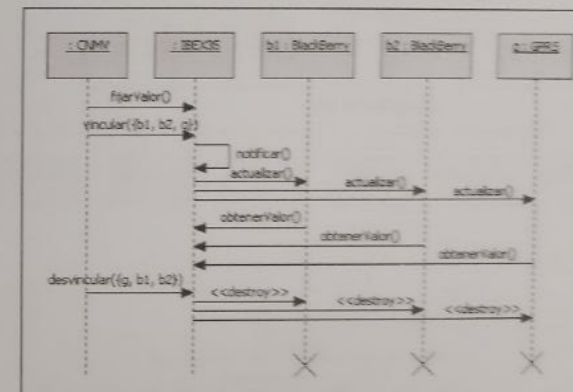 : CNMV
: IBEX35
b1 : BlackBerry
b2 : BlackBerry
g : GPRS
fijarValor()
vincular({b1, b2, g})
notificar()
actualizar()
actualizar()
actualizar()
obtenerValor()
obtenerValor()
obtenerValor()
desvincular({g, b1, b2})
<<destroy>>
<<destroy>>
<<destroy>>